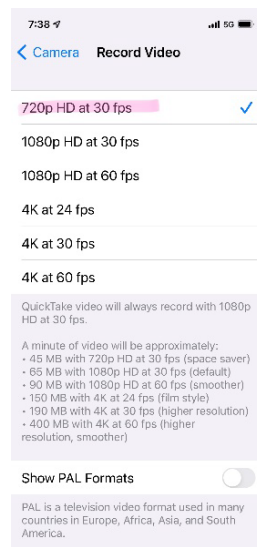 7:38
5G
Camera
Record Video
720p HD at 30 fps
1080p HD at 30 fps
1080p HD at 60 fps
4K at 24 fps
4K at 30 fps
4K at 60 fps
QuickTake video will always record with 1080p
HD at 30 fps.
A minute of video will be approximately:
• 45 MB with 720p HD at 30 fps (space saver)
• 65 MB with 1080p HD at 30 fps (default)
• 90 MB with 1080p HD at 60 fps (smoother)
• 150 MB with 4K at 24 fps (film style)
• 190 MB with 4K at 30 fps (higher resolution)
• 400 MB with 4K at 60 fps (higher
resolution, smoother)
Show PAL Formats
PAL is a television video format used in many
countries in Europe, Africa, Asia, and South
America.